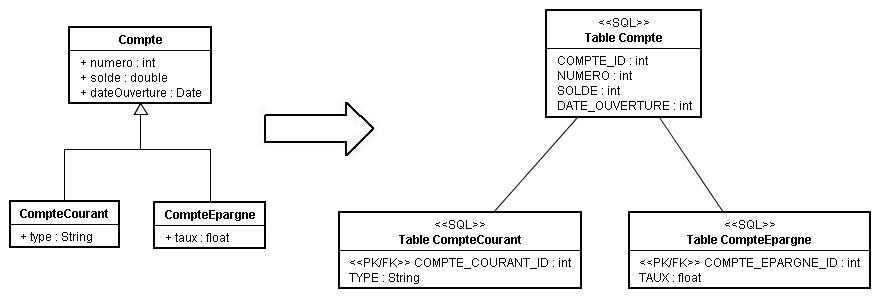 Compte
+ numero : int
+ solde : double
+ dateOuverture : Date
CompteCourant
+ type : String
CompteEpargne
+ taux : float
<<SQL>>
Table Compte
COMPTE_ID : int
NUMERO : int
SOLDE : int
DATE_OUVERTURE : int
<<SQL>>
Table CompteCourant
<<PK/FK>> COMPTE_COURANT_ID : int
TYPE : String
<<SQL>>
Table CompteEpargne
<<PK/FK>> COMPTE_EPARGNE_ID : int
TAUX : float